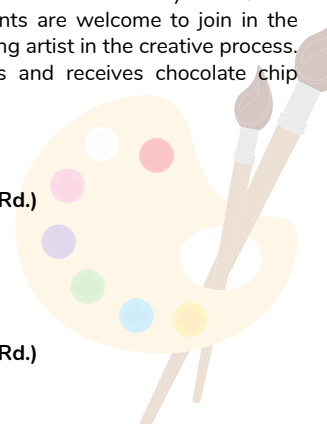 nts are welcome to join in the
ng artist in the creative process.
s and receives chocolate chip
Rd.)
Rd.)